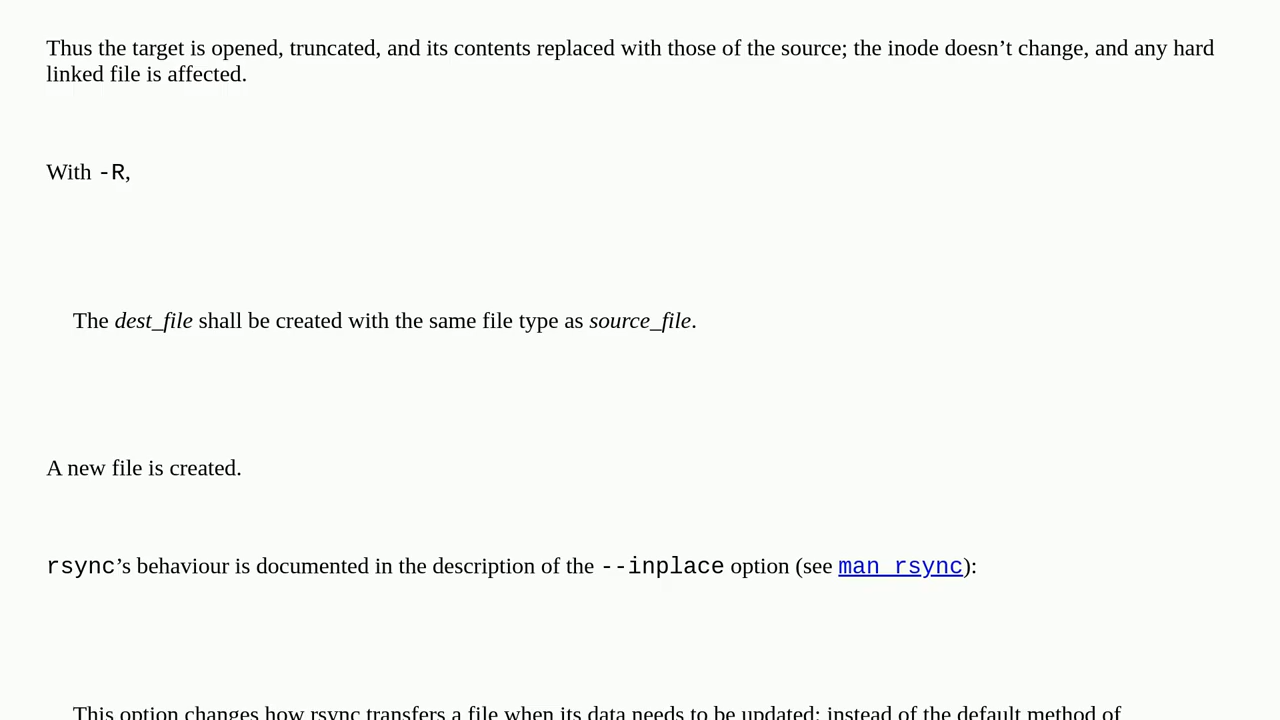 Thus the target is opened, truncated, and its contents replaced with those of the source; the inode doesn’t change, and any hard
linked file is affected.
With -R,
The dest_file shall be created with the same file type as source_file.
A new file is created.
rsync’s behaviour is documented in the description of the --inplace option (see man rsync):
This option changes how rsync transfers a file when its data needs to be updated: instead of the default method of